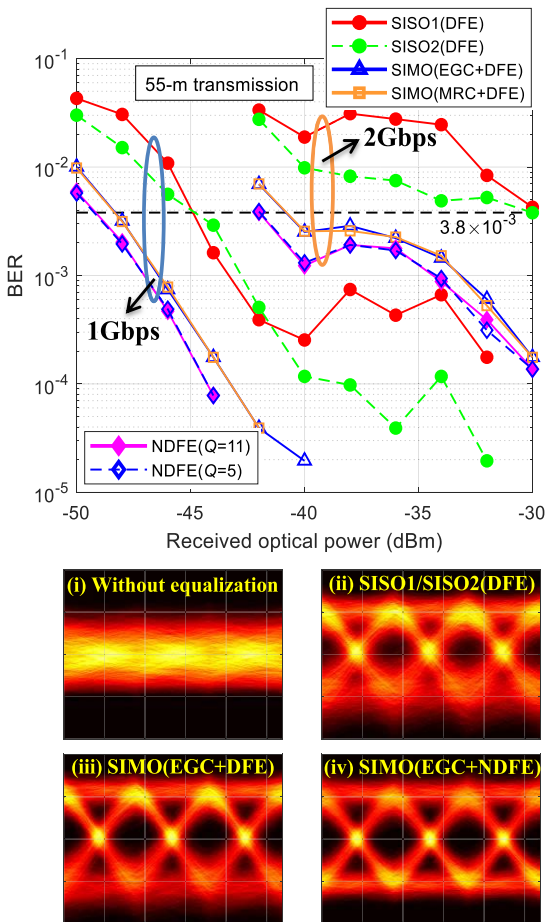 SISO1(DFE)
SISO2(DFE)
SIMO(EGC+DFE)
SIMO(MRC+DFE)
55-m transmission
2Gbps
3.8×10⁻³
1Gbps
NDFE(Q=11)
NDFE(Q=5)
BER
10⁻¹
10⁻²
10⁻³
10⁻⁴
10⁻⁵
-50
-45
-40
-35
-30
Received optical power (dBm)
(i) Without equalization
(ii) SISO1/SISO2(DFE)
(iii) SIMO(EGC+DFE)
(iv) SIMO(EGC+NDFE)